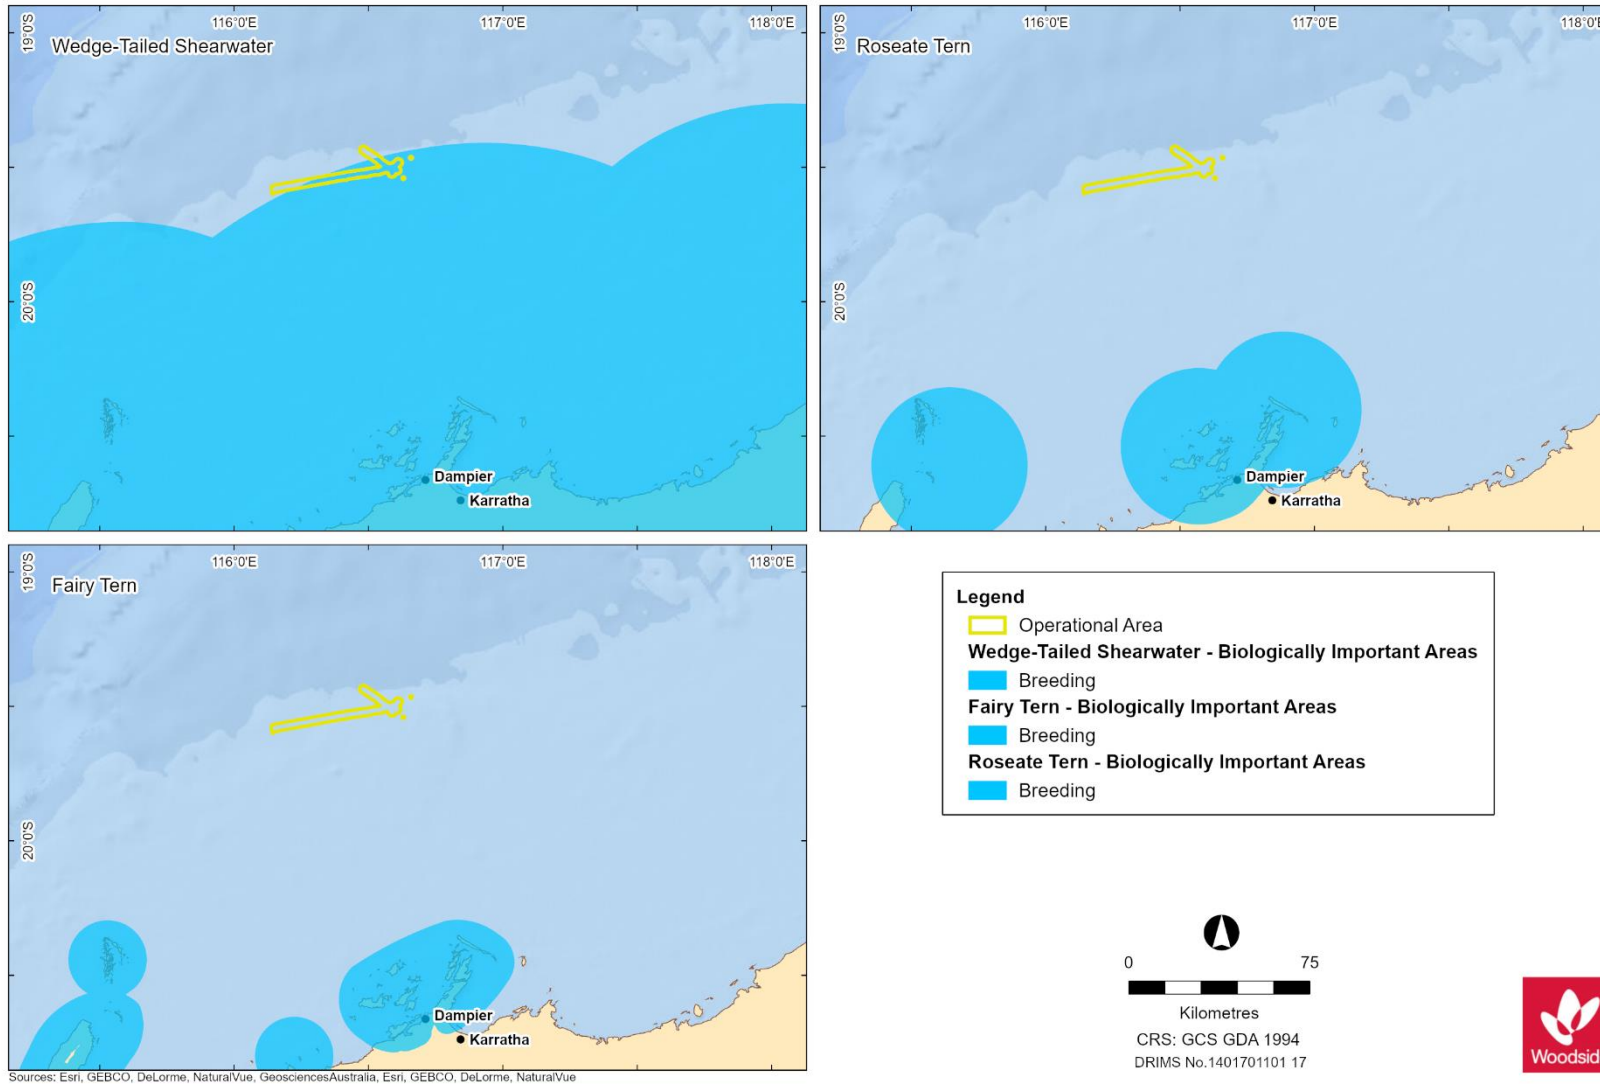 116°0'E 117°0'E 118°0'E
19°0'S
Wedge-Tailed Shearwater
20°0'S
Dampier
Karratha
116°0'E 117°0'E 118°0'
19°0'S
Roseate Tern
20°0'S
Dampier
Karratha
116°0'E 117°0'E 118°0'E
19°0'S
Fairy Tern
20°0'S
Dampier
Karratha
Sources: Esri, GEBCO, DeLorme, NaturalVue, GeosciencesAustralia, Esri, GEBCO, DeLorme, NaturalVue
Legend
Operational Area
Wedge-Tailed Shearwater - Biologically Important Areas
Breeding
Fairy Tern - Biologically Important Areas
Breeding
Roseate Tern - Biologically Important Areas
Breeding
0 75
Kilometres
CRS: GCS GDA 1994
DRIMS No.1401701101 17
Woodsid